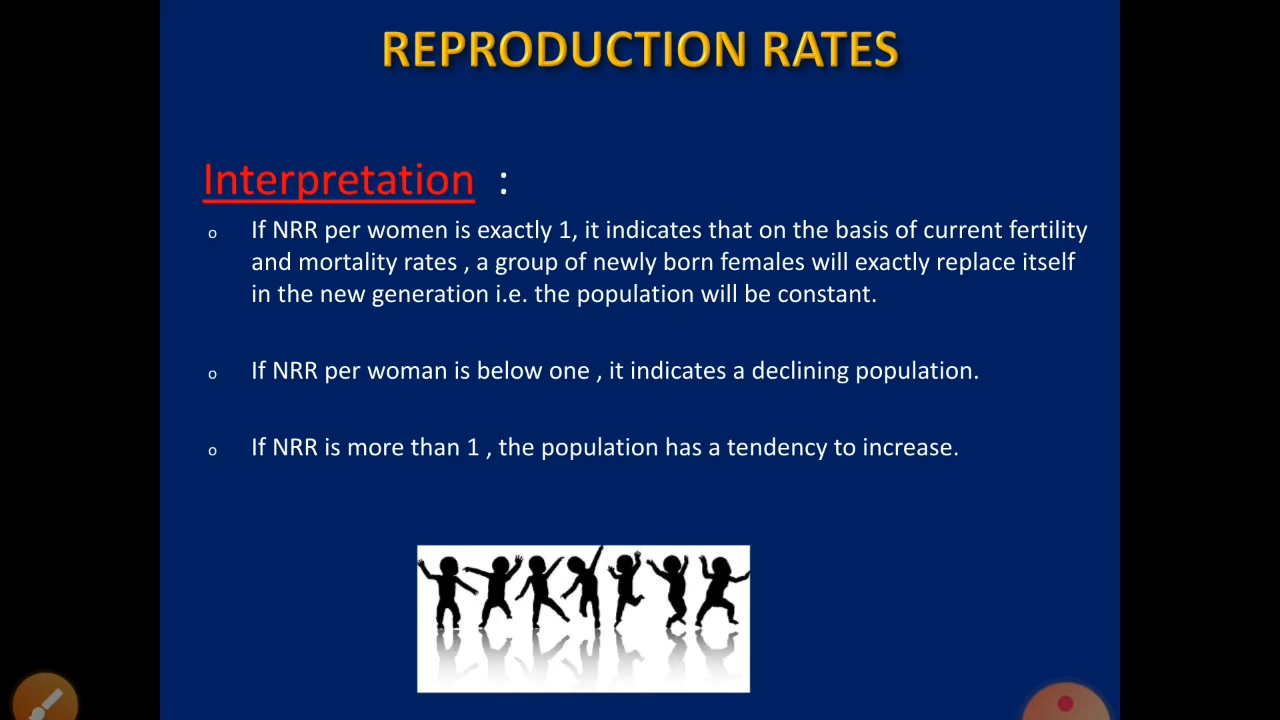 REPRODUCTION RATES
Interpretation :
o If NRR per women is exactly 1, it indicates that on the basis of current fertility
and mortality rates , a group of newly born females will exactly replace itself
in the new generation i.e. the population will be constant.
o If NRR per woman is below one , it indicates a declining population.
o If NRR is more than 1 , the population has a tendency to increase.